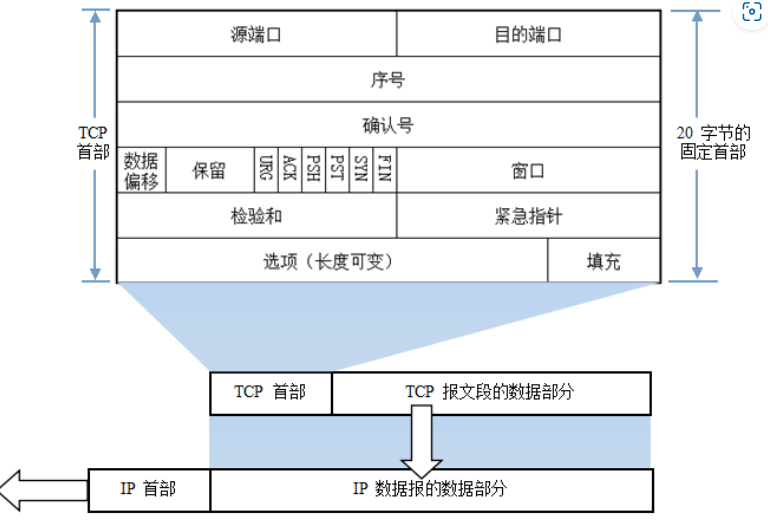 源端口 目的端口
序号
TCP
首部
确认号
20 字节的
固定首部
数据
偏移
保留
URG
ACK
PSH
PST
SYN
FIN
窗口
检验和 紧急指针
选项（长度可变） 填充
TCP 首部 TCP 报文段的数据部分
IP 首部 IP 数据报的数据部分